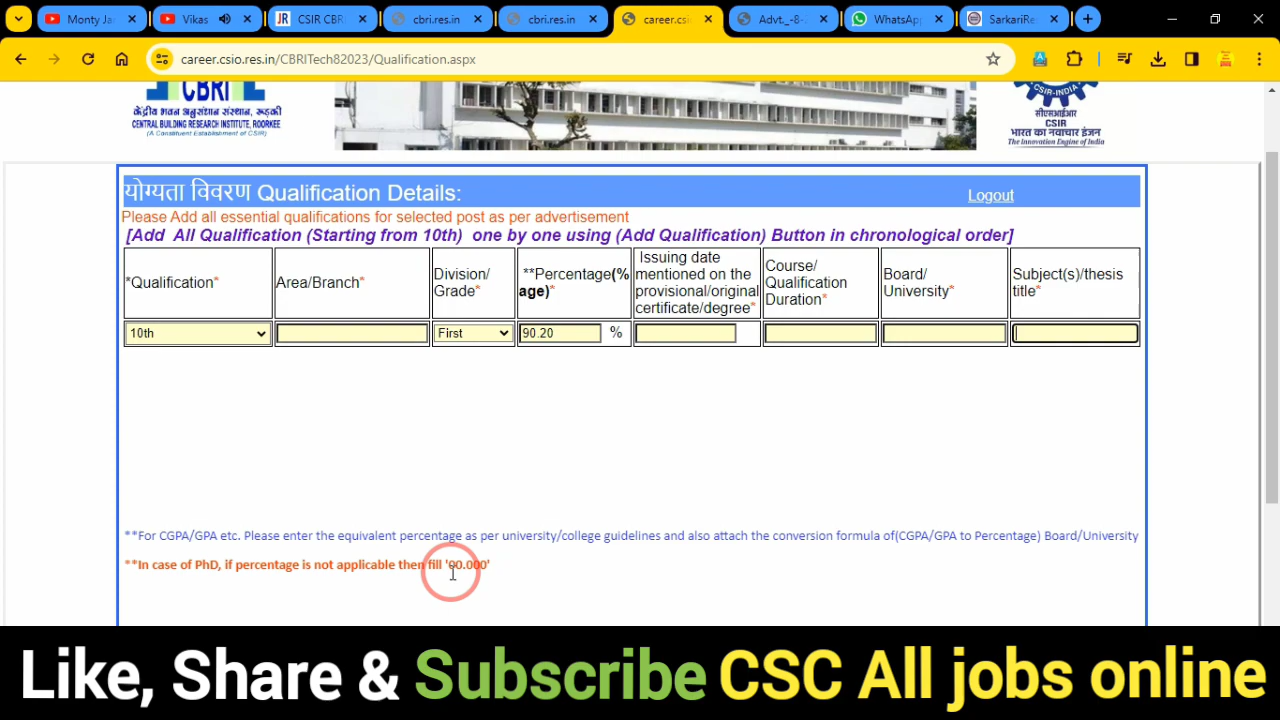 Monty Ja
Vikas
CSIR CBRI
cbri.res.in
cbri.res.in
career.csi
Advt._-8-
WhatsAp
SarkariRe
career.csio.res.in/CBRITech82023/Qualification.aspx
CBRI
केंद्रीय भवन अनुसंधान संस्थान, रूड़की
CENTRAL BUILDING RESEARCH INSTITUTE, ROORKEE
(A Constituent Establishment of CSIR)
CSIR-INDIA
सीएसआईआर
CSIR
भारत का नवाचार इंजन
The Innovation Engine of India
योग्यता विवरण Qualification Details:
Logout
Please Add all essential qualifications for selected post as per advertisement
[Add All Qualification (Starting from 10th) one by one using (Add Qualification) Button in chronological order]
*Qualification*
Area/Branch*
Division/
Grade*
**Percentage(%
age)*
Issuing date
mentioned on the
provisional/original
certificate/degree*
Course/
Qualification
Duration*
Board/
University*
Subject(s)/thesis
title*
10th
First
90.20
%
**For CGPA/GPA etc. Please enter the equivalent percentage as per university/college guidelines and also attach the conversion formula of(CGPA/GPA to Percentage) Board/University
**In case of PhD, if percentage is not applicable then fill '00.000'
Like, Share & Subscribe CSC All jobs online